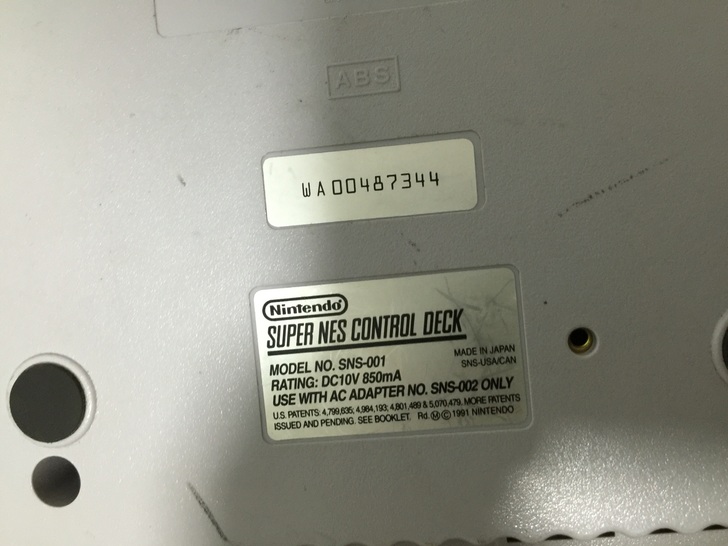 ABS
WA00487344
Nintendo
SUPER NES CONTROL DECK
MODEL NO. SNS-001
MADE IN JAPAN
RATING: DC10V 850mA
SNS-USA/CAN
USE WITH AC ADAPTER NO. SNS-002 ONLY
U.S. PATENTS: 4,799,635; 4,984,193; 4,801,489 & 5,070,479. MORE PATENTS
ISSUED AND PENDING. SEE BOOKLET. Rd. Ⓜ © 1991 NINTENDO